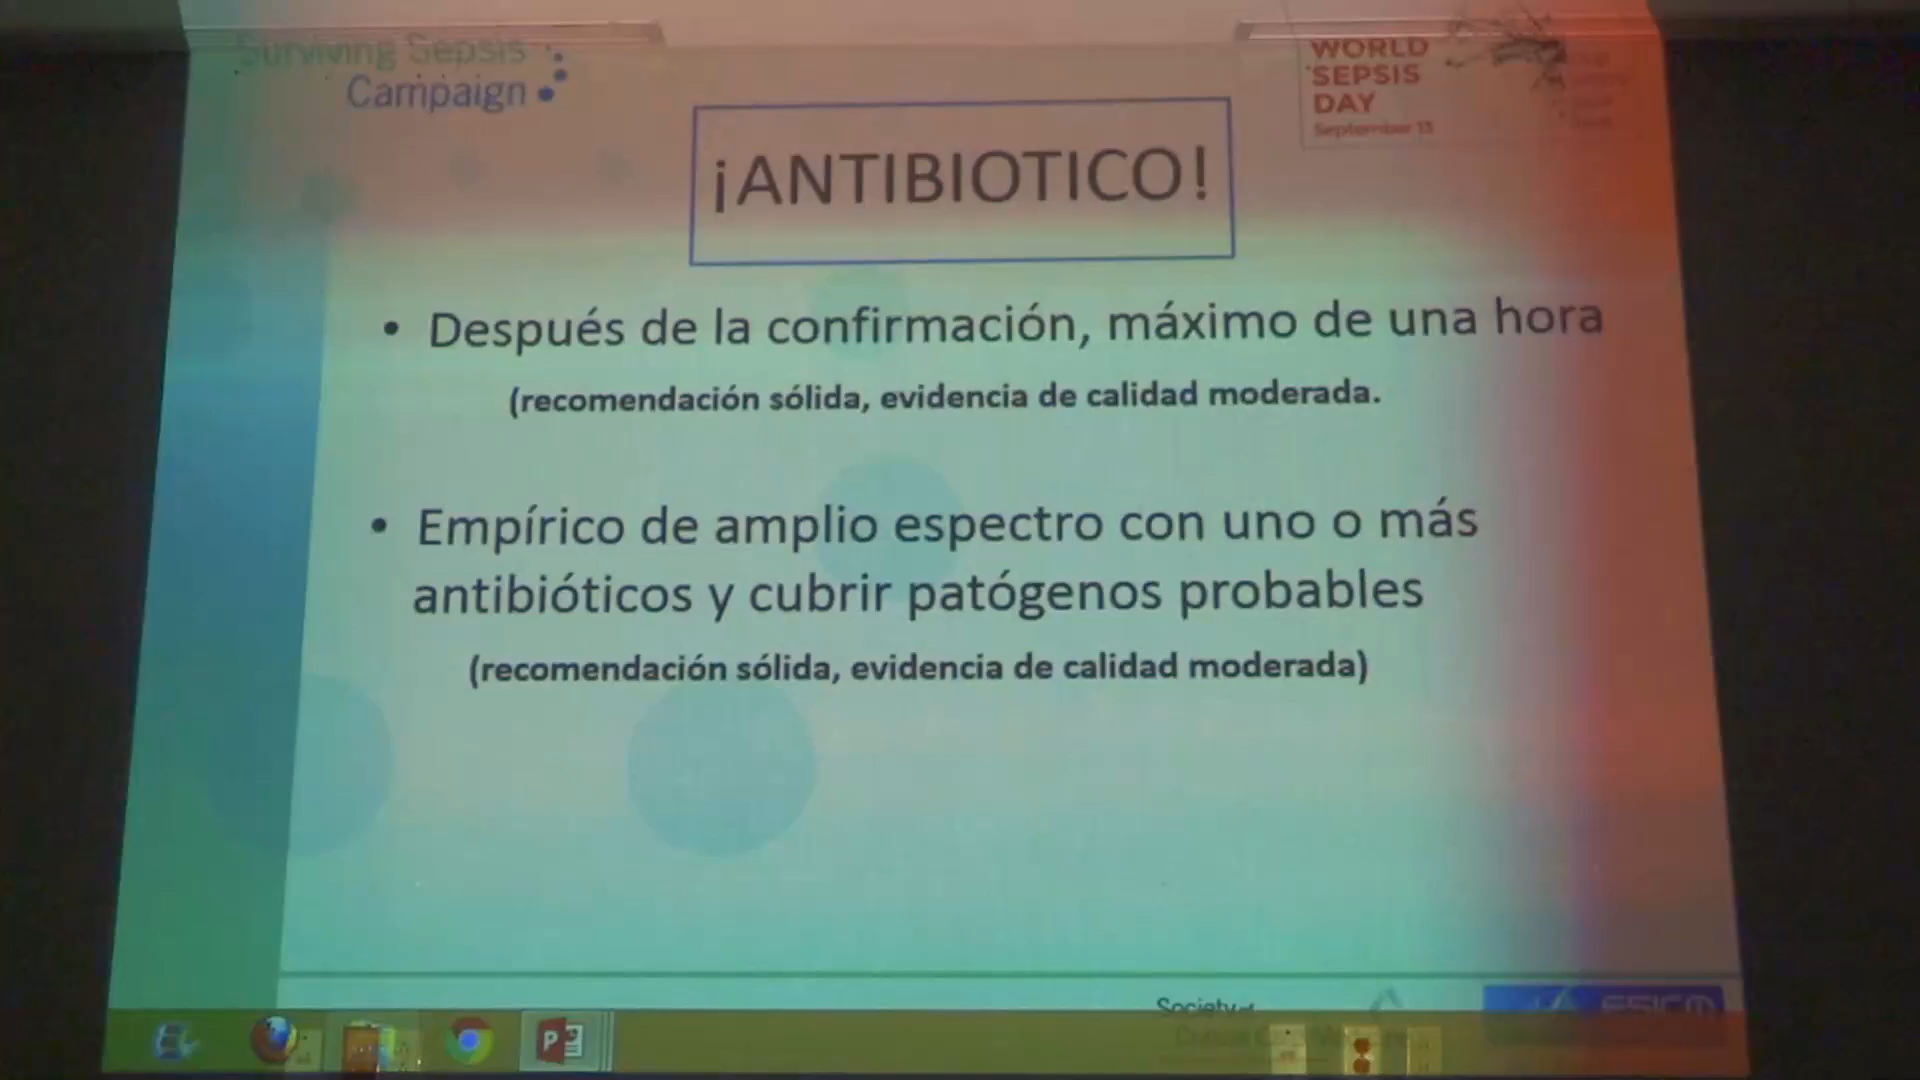 Surviving Sepsis
Campaign
WORLD
SEPSIS
DAY
September 13
¡ANTIBIOTICO!
• Después de la confirmación, máximo de una hora
(recomendación sólida, evidencia de calidad moderada.
• Empírico de amplio espectro con uno o más
antibióticos y cubrir patógenos probables
(recomendación sólida, evidencia de calidad moderada)
Society of
ESICM
P